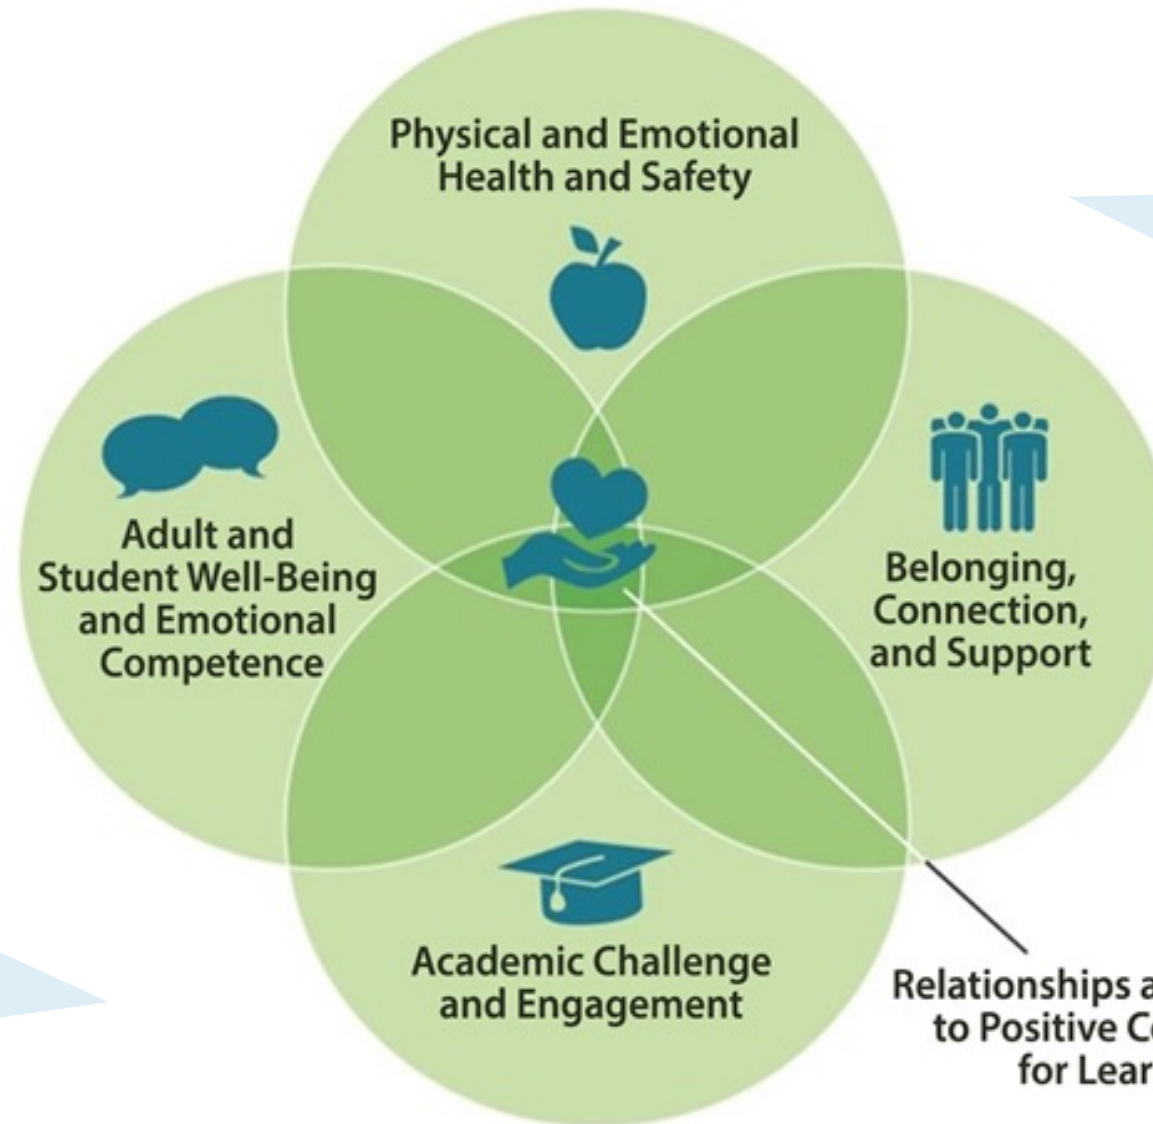 Physical and Emotional
Health and Safety
Adult and
Student Well-Being
and Emotional
Competence
Belonging,
Connection,
and Support
Academic Challenge
and Engagement
Relationships
to Positive
for